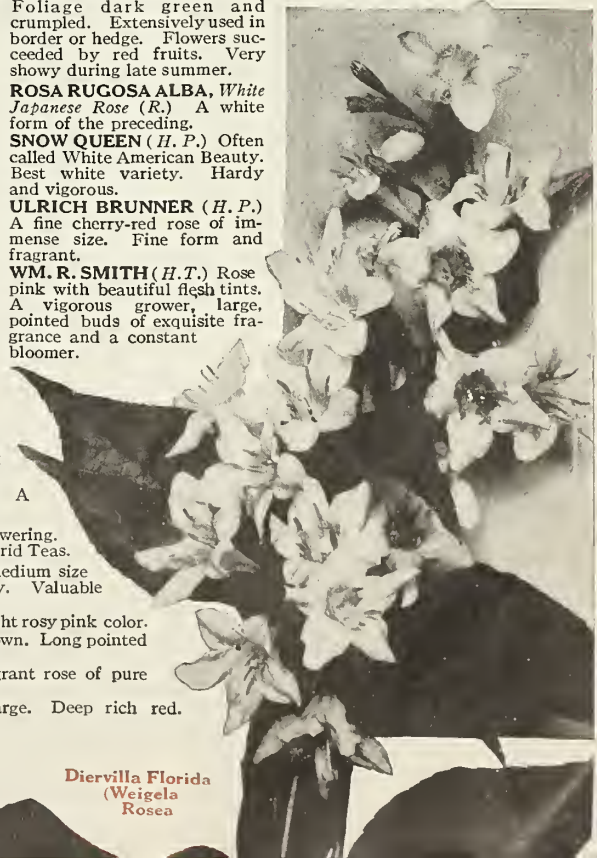 Foliage dark green and
crumpled. Extensively used in
border or hedge. Flowers suc-
ceeded by red fruits. Very
showy during late summer.
ROSA RUGOSA ALBA, White
Japanese Rose (R.) A white
form of the preceding.
SNOW QUEEN (H. P.) Often
called White American Beauty.
Best white variety. Hardy
and vigorous.
ULRICH BRUNNER (H. P.)
A fine cherry-red rose of im-
mense size. Fine form and
fragrant.
WM. R. SMITH (H.T.) Rose
pink with beautiful flesh tints.
A vigorous grower, large,
pointed buds of exquisite fra-
grance and a constant
bloomer.
A
wering.
rid Teas.
edium size
Valuable
ht rosy pink color.
wn. Long pointed
rant rose of pure
rge. Deep rich red.
Diervilla Florida
(Weigela
Rosea